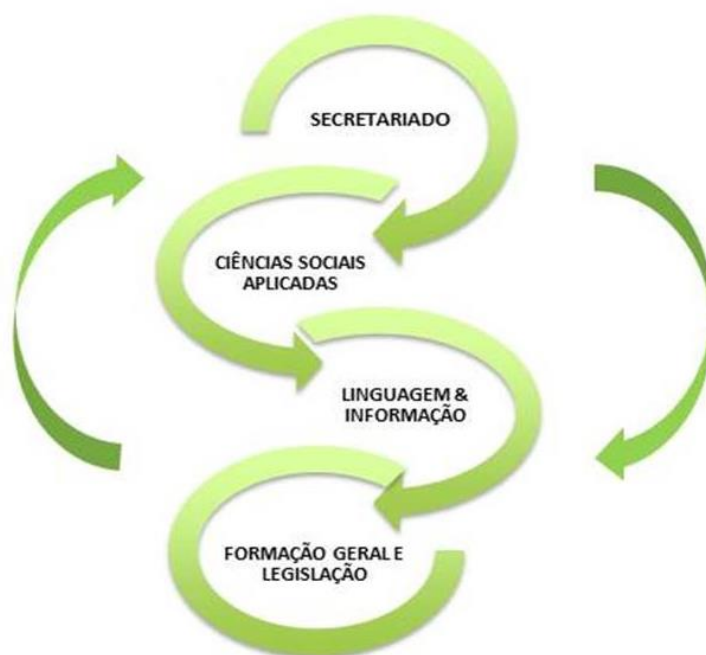 SECRETARIADO
CIÊNCIAS SOCIAIS
APLICADAS
LINGUAGEM &
INFORMAÇÃO
FORMAÇÃO GERAL E
LEGISLAÇÃO